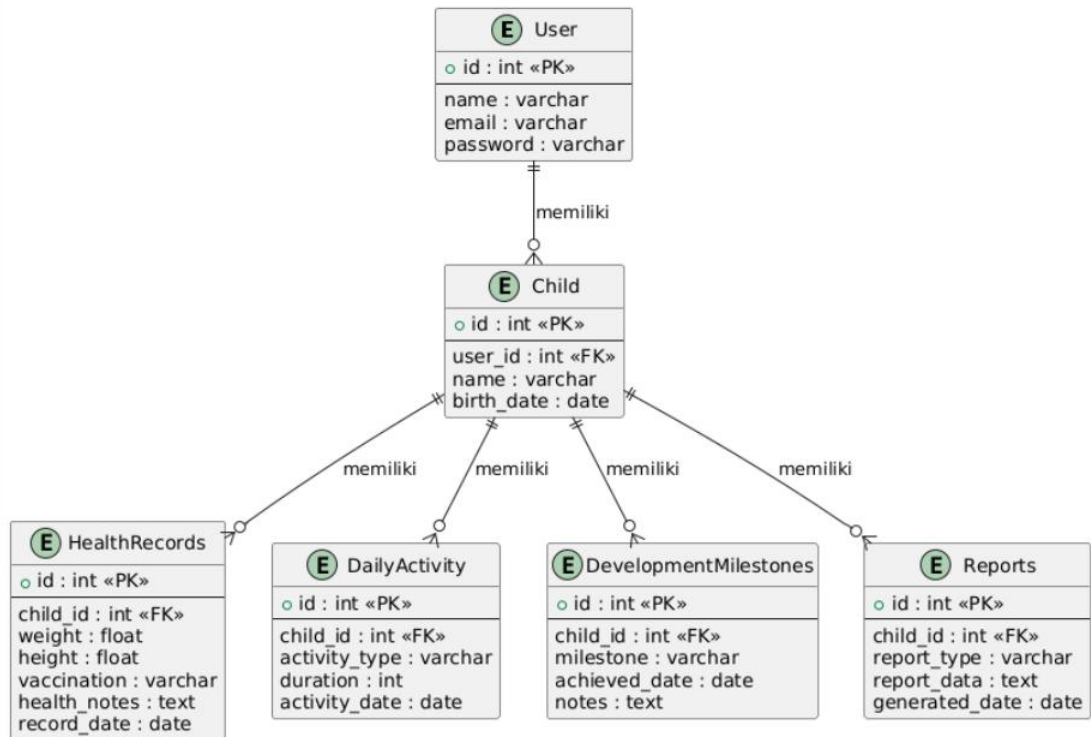 E User
id : int «PK»
name : varchar
email : varchar
password : varchar
memiliki
E Child
id : int «PK»
user_id : int «FK»
name : varchar
birth_date : date
memiliki
memiliki
memiliki
memiliki
E HealthRecords
id : int «PK»
child_id : int «FK»
weight : float
height : float
vaccination : varchar
health_notes : text
record_date : date
E DailyActivity
id : int «PK»
child_id : int «FK»
activity_type : varchar
duration : int
activity_date : date
E DevelopmentMilestones
id : int «PK»
child_id : int «FK»
milestone : varchar
achieved_date : date
notes : text
E Reports
id : int «PK»
child_id : int «FK»
report_type : varchar
report_data : text
generated_date : date